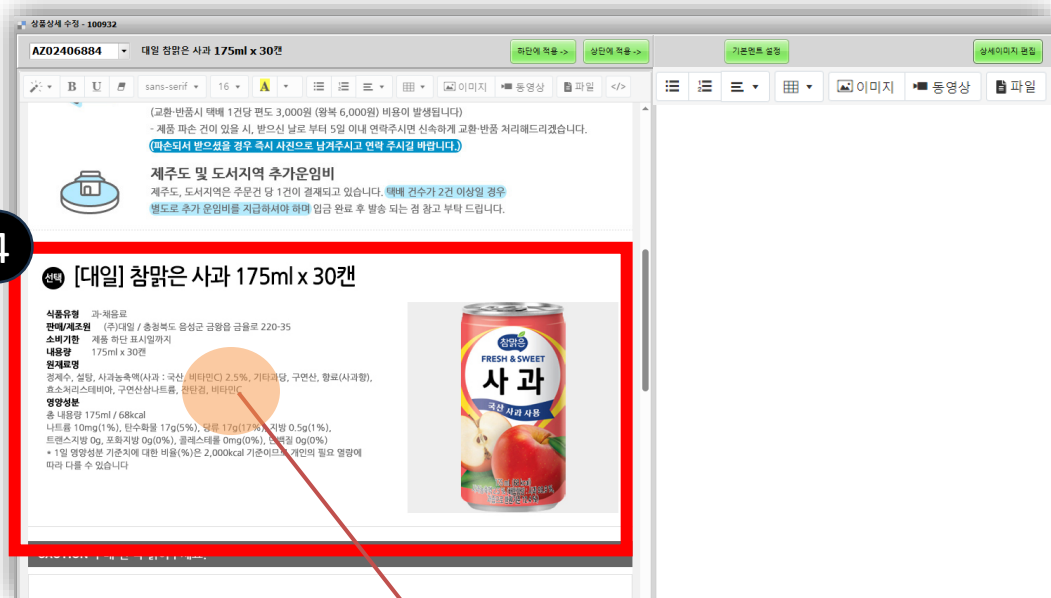 상품상세 수정 - 100932
AZ02406884 대일 참맑은 사과 175ml x 30캔
하단에 적용 -> 상단에 적용 ->
기본멘트 설정
상세이미지 편집
B U sans-serif 16 A 이미지 동영상 파일 </>
이미지 동영상 파일
(교환·반품시 택배 1건당 편도 3,000원 (왕복 6,000원) 비용이 발생됩니다)
- 제품 파손 건이 있을 시, 받으신 날로 부터 5일 이내 연락주시면 신속하게 교환·반품 처리해드리겠습니다.
(파손되서 받으셨을 경우 즉시 사진으로 남겨주시고 연락 주시길 바랍니다.)
제주도 및 도서지역 추가운임비
제주도, 도서지역은 주문건 당 1건이 결재되고 있습니다. 택배 건수가 2건 이상일 경우
별도로 추가 운임비를 지급하셔야 하며 입금 완료 후 발송 되는 점 참고 부탁 드립니다.
4
선택 [대일] 참맑은 사과 175ml x 30캔
식품유형 과·채음료
판매/제조원 (주)대일 / 충청북도 음성군 금왕읍 금율로 220-35
소비기한 제품 하단 표시일까지
내용량 175ml x 30캔
원재료명
정제수, 설탕, 사과농축액(사과 : 국산, 비타민C) 2.5%, 기타과당, 구연산, 향료(사과향),
효소처리스테비아, 구연산삼나트륨, 잔탄검, 비타민C
영양성분
총 내용량 175ml / 68kcal
나트륨 10mg(1%), 탄수화물 17g(5%), 당류 17g(17%), 지방 0.5g(1%),
트랜스지방 0g, 포화지방 0g(0%), 콜레스테롤 0mg(0%), 단백질 0g(0%)
* 1일 영양성분 기준치에 대한 비율(%)은 2,000kcal 기준이므로 개인의 필요 열량에
따라 다를 수 있습니다
참맑은
FRESH & SWEET
사과
국산 사과 사용